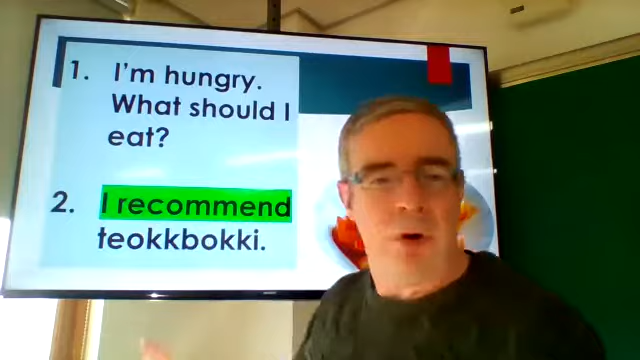 1. I'm hungry.
What should I
eat?
2. I recommend
teokkbokki.